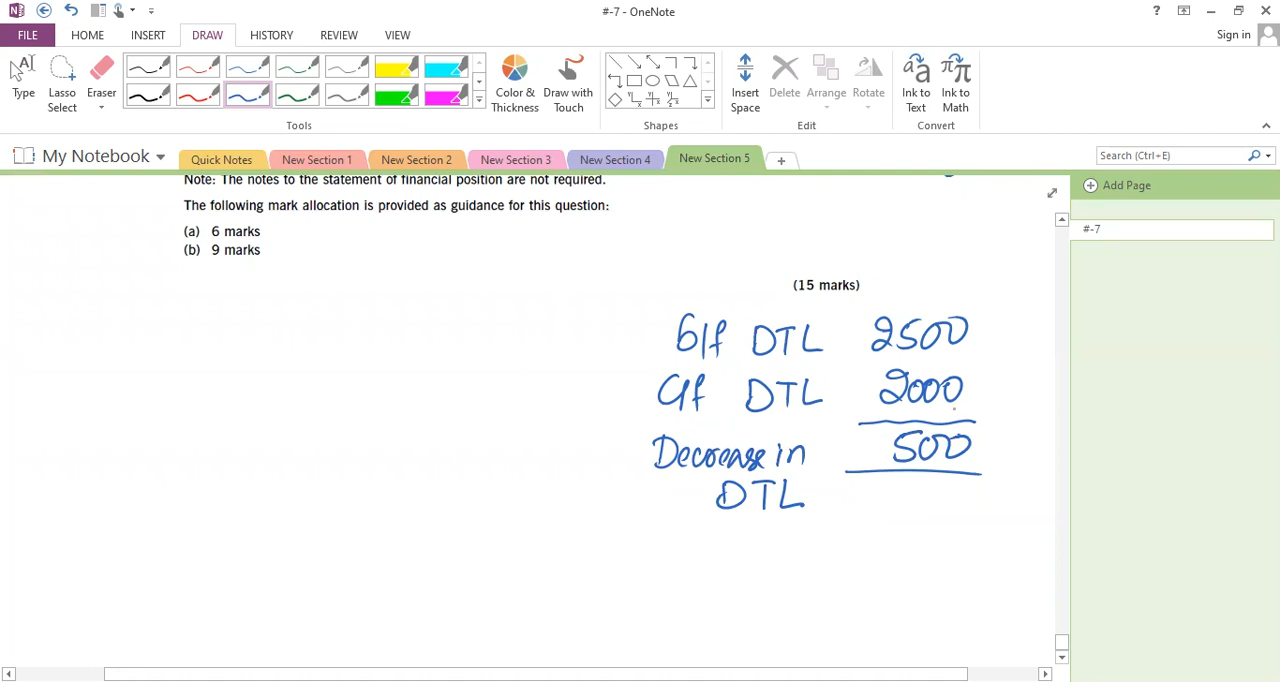 #-7 - OneNote
FILE HOME INSERT DRAW HISTORY REVIEW VIEW
Sign in
Type Lasso Select Eraser
Color & Thickness Draw with Touch
Insert Space Delete Arrange Rotate
Ink to Text Ink to Math
Tools Shapes Edit Convert
My Notebook Quick Notes New Section 1 New Section 2 New Section 3 New Section 4 New Section 5
Search (Ctrl+E)
Add Page
#-7
Note: The notes to the statement of financial position are not required.
The following mark allocation is provided as guidance for this question:
(a) 6 marks
(b) 9 marks
(15 marks)
b/f DTL 2500
c/f DTL 2000
Decrease in 500
DTL